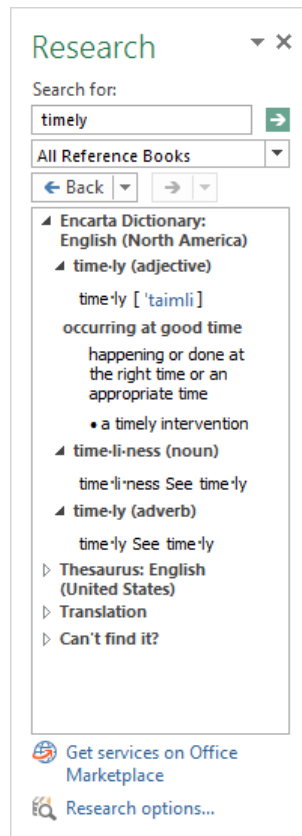 Research
Search for:
timely
All Reference Books
Back
Encarta Dictionary:
English (North America)
time·ly (adjective)
time·ly [ ˈtaimli ]
occurring at good time
happening or done at
the right time or an
appropriate time
• a timely intervention
time·li·ness (noun)
time·li·ness See time·ly
time·ly (adverb)
time·ly See time·ly
Thesaurus: English
(United States)
Translation
Can't find it?
Get services on Office
Marketplace
Research options...